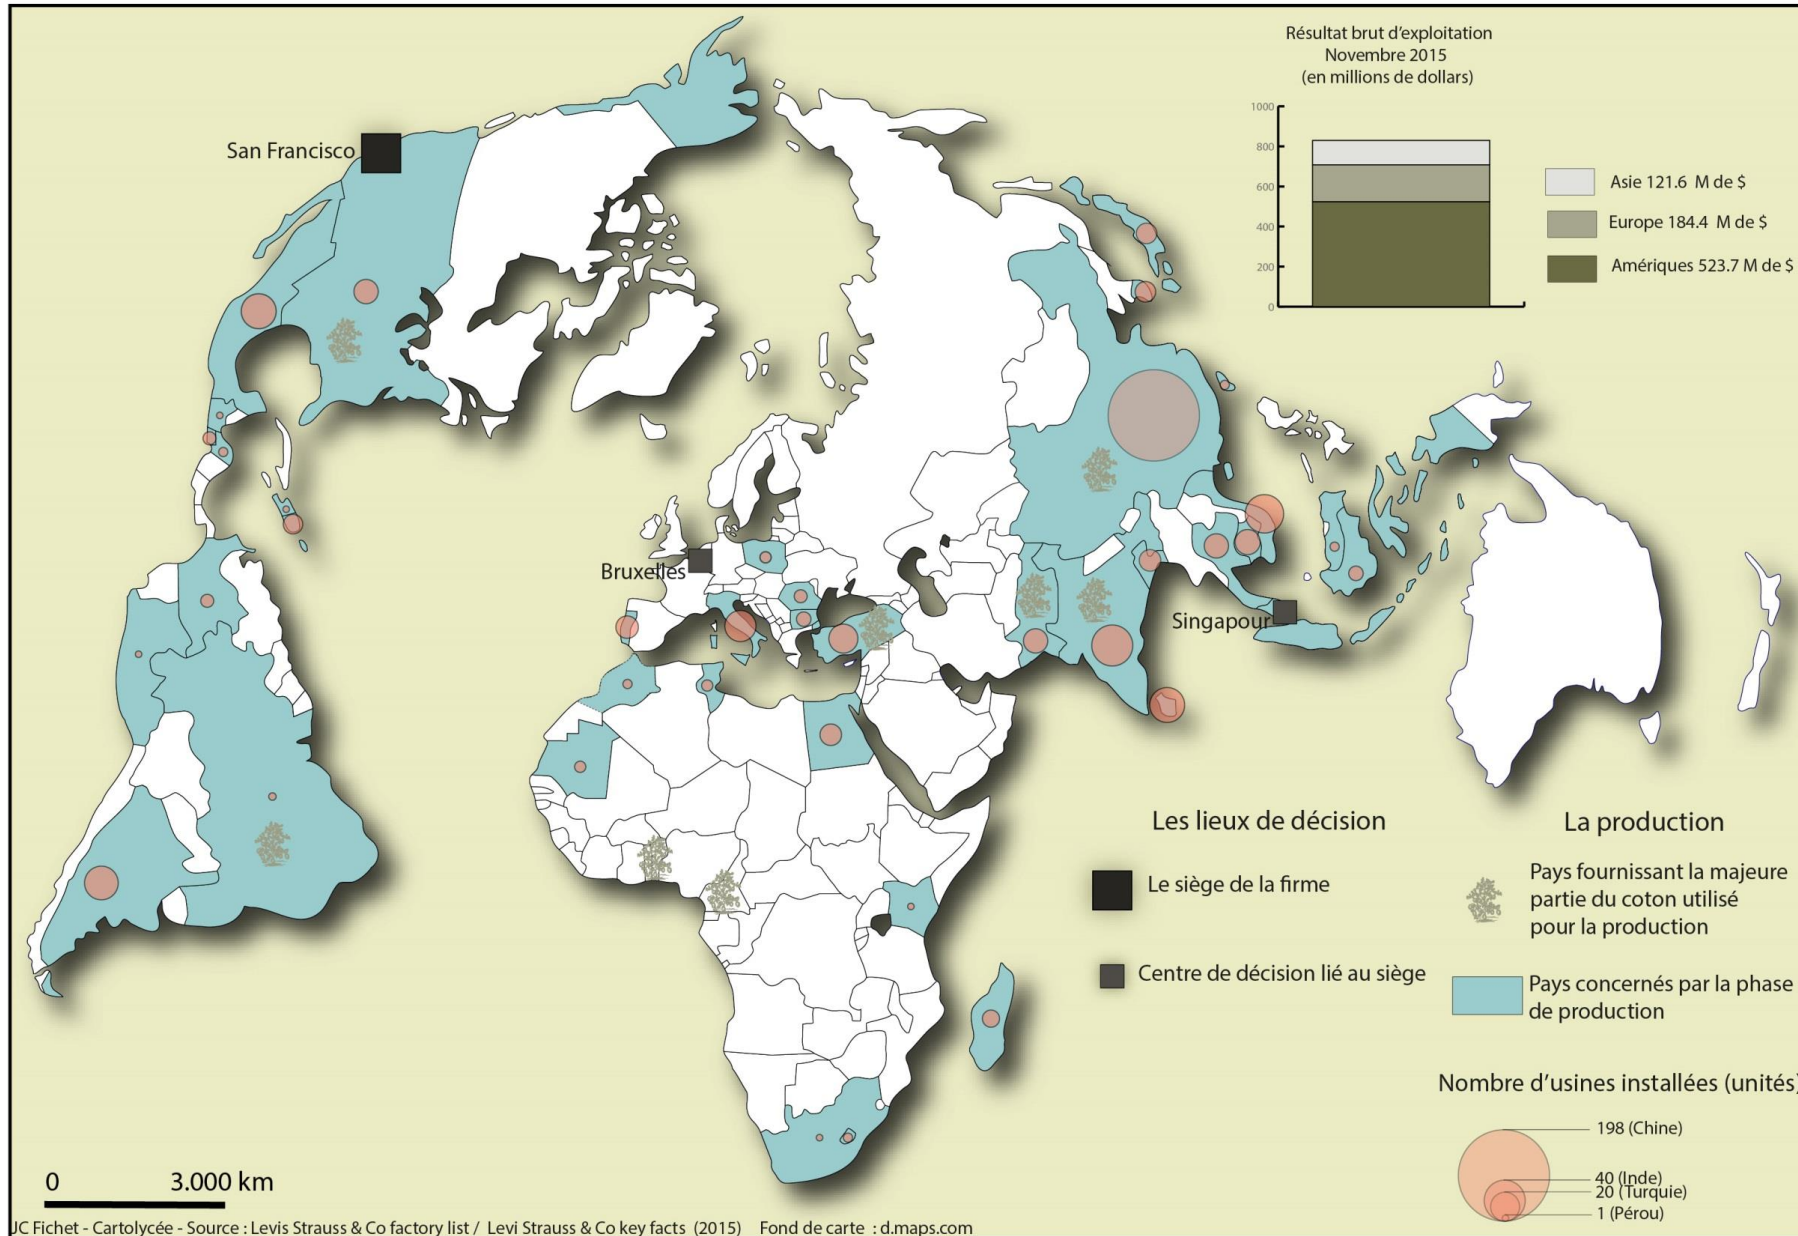 Résultat brut d'exploitation
Novembre 2015
(en millions de dollars)
1000
800
600
400
200
0
Asie 121.6 M de $
Europe 184.4 M de $
Amériques 523.7 M de $
San Francisco
Bruxelles
Singapour
Les lieux de décision
Le siège de la firme
Centre de décision lié au siège
La production
Pays fournissant la majeure
partie du coton utilisé
pour la production
Pays concernés par la phase
de production
Nombre d'usines installées (unités)
198 (Chine)
40 (Inde)
20 (Turquie)
1 (Pérou)
0 3.000 km
JC Fichet - Cartolycée - Source : Levis Strauss & Co factory list / Levi Strauss & Co key facts (2015) Fond de carte : d.maps.com